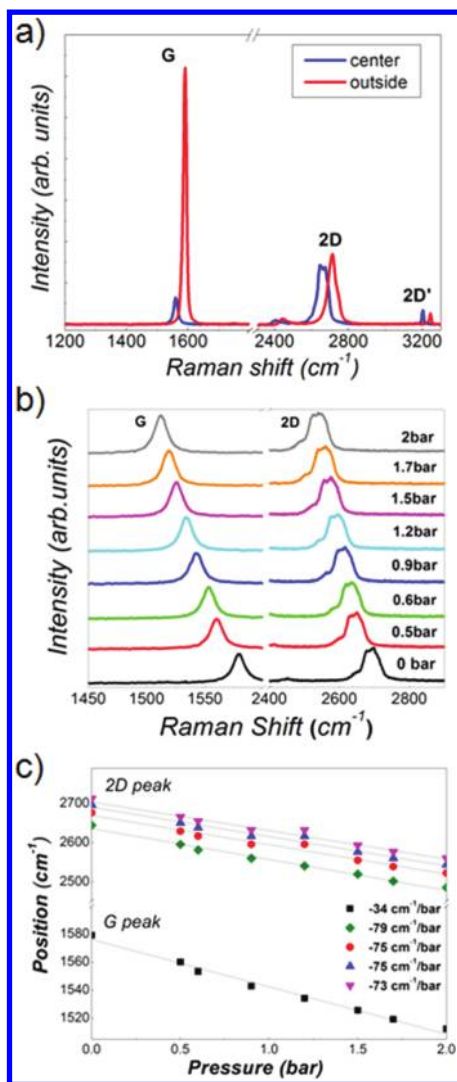 a)
G
center
outside
2D
2D'
Intensity (arb. units)
1200 1400 1600 2400 2800 3200
Raman shift (cm-1)
b)
G
2D
2bar
1.7bar
1.5bar
1.2bar
0.9bar
0.6bar
0.5bar
0 bar
Intensity (arb.units)
1450 1500 1550 2400 2600 2800
Raman Shift (cm-1)
c)
2D peak
2700
2600
2500
G peak
1580
1560
1540
1520
-34 cm-1/bar
-79 cm-1/bar
-75 cm-1/bar
-75 cm-1/bar
-73 cm-1/bar
Position (cm-1)
0.0 0.5 1.0 1.5 2.0
Pressure (bar)